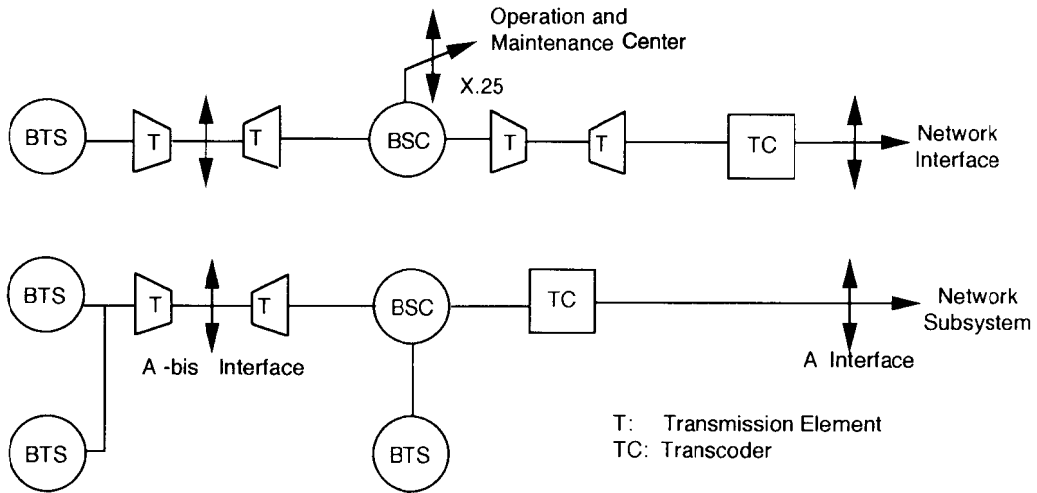 Operation and
Maintenance Center
X.25
BTS
T
T
BSC
T
T
TC
Network
Interface
BTS
T
T
BSC
TC
Network
Subsystem
A -bis Interface
A Interface
BTS
BTS
T: Transmission Element
TC: Transcoder